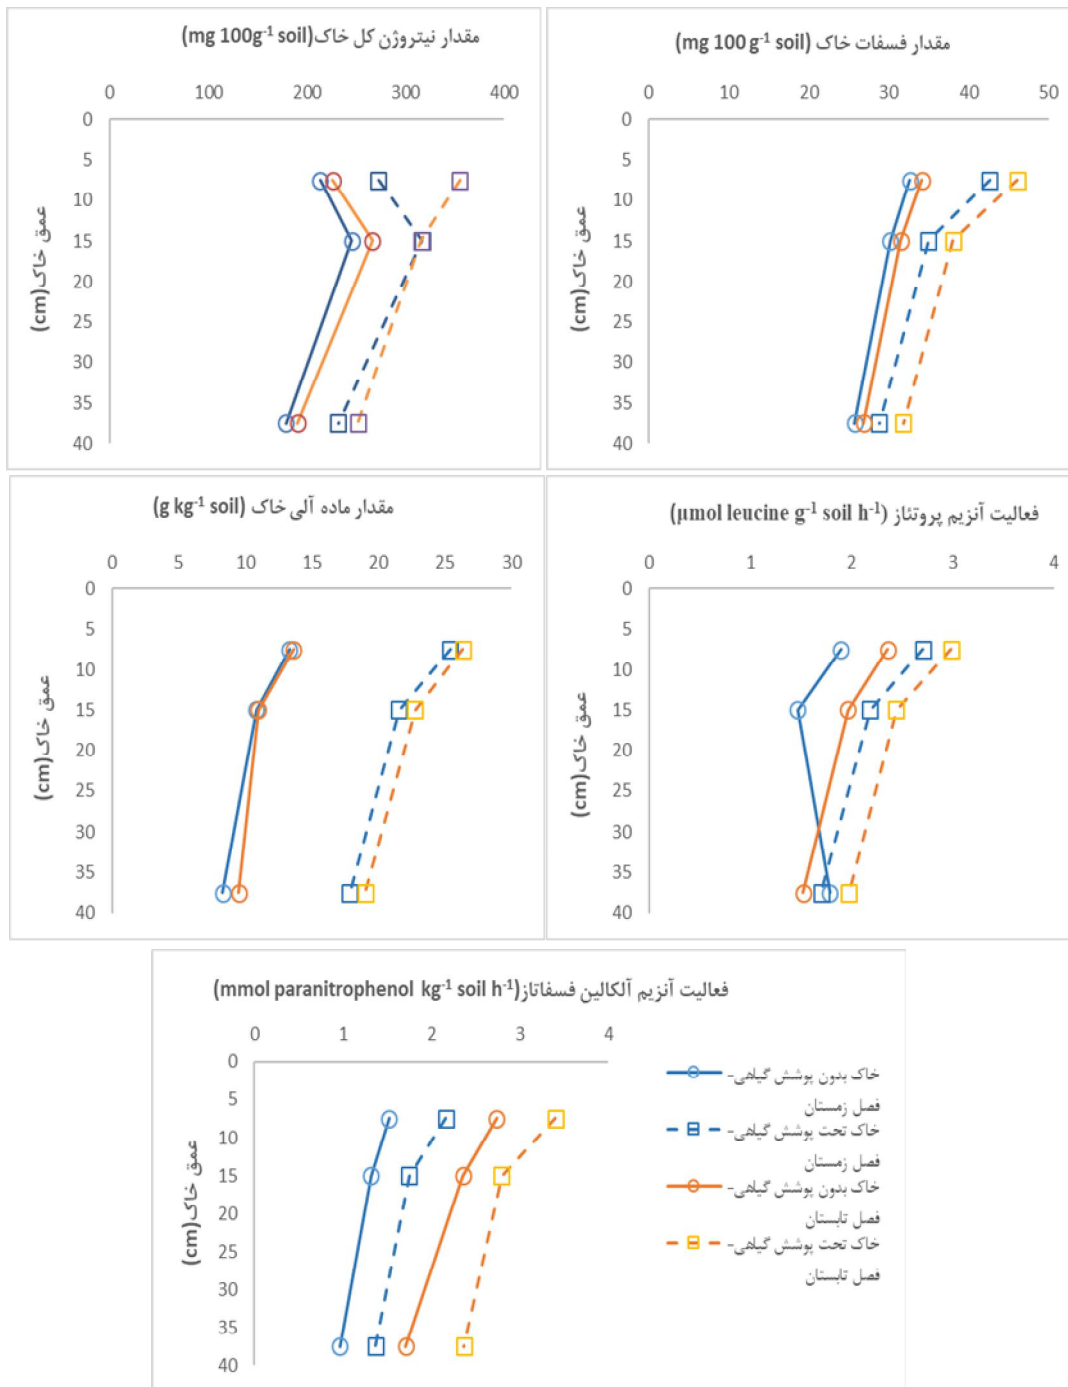 مقدار نیتروژن کل خاک(mg 100g-1 soil)
0 100 200 300 400
0
5
10
15
20
25
30
35
40
عمق خاک(cm)
مقدار فسفات خاک (mg 100 g-1 soil)
0 10 20 30 40 50
0
5
10
15
20
25
30
35
40
عمق خاک(cm)
مقدار ماده آلی خاک (g kg-1 soil)
0 5 10 15 20 25 30
0
5
10
15
20
25
30
35
40
عمق خاک(cm)
فعالیت آنزیم پروتئاز (µmol leucine g-1 soil h-1)
0 1 2 3 4
0
5
10
15
20
25
30
35
40
عمق خاک(cm)
فعالیت آنزیم آلکالین فسفاتاز(mmol paranitrophenol kg-1 soil h-1)
0 1 2 3 4
0
5
10
15
20
25
30
35
40
عمق خاک(cm)
خاک بدون پوشش گیاهی-
فصل زمستان
خاک تحت پوشش گیاهی-
فصل زمستان
خاک بدون پوشش گیاهی-
فصل تابستان
خاک تحت پوشش گیاهی-
فصل تابستان